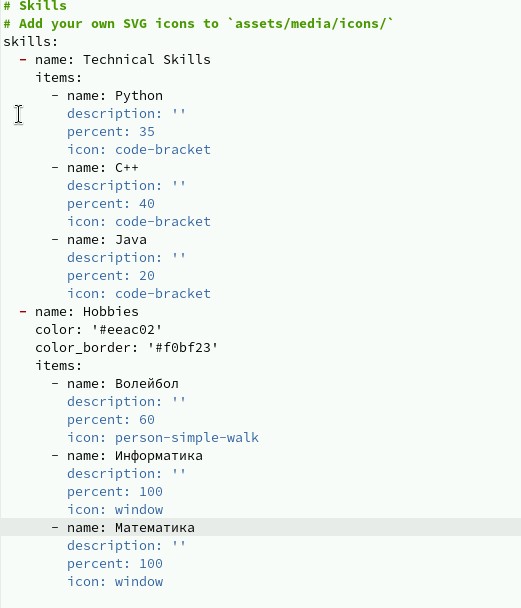 # Skills
# Add your own SVG icons to `assets/media/icons/`
skills:
  - name: Technical Skills
    items:
      - name: Python
        description: ''
        percent: 35
        icon: code-bracket
      - name: C++
        description: ''
        percent: 40
        icon: code-bracket
      - name: Java
        description: ''
        percent: 20
        icon: code-bracket
  - name: Hobbies
    color: '#eeac02'
    color_border: '#f0bf23'
    items:
      - name: Волейбол
        description: ''
        percent: 60
        icon: person-simple-walk
      - name: Информатика
        description: ''
        percent: 100
        icon: window
      - name: Математика
        description: ''
        percent: 100
        icon: window